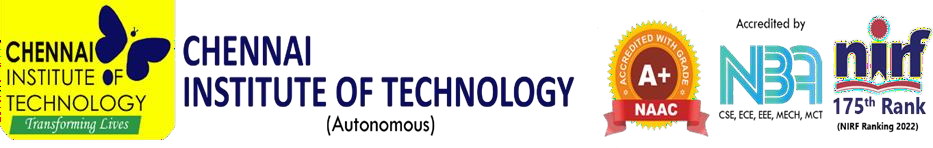 CHENNAI
INSTITUTE OF
TECHNOLOGY
Transforming Lives
CHENNAI
INSTITUTE OF TECHNOLOGY
(Autonomous)
ACCREDITED WITH GRADE
A+
NAAC
Accredited by
NBA
CSE, ECE, EEE, MECH, MCT
nirf
175th Rank
(NIRF Ranking 2022)